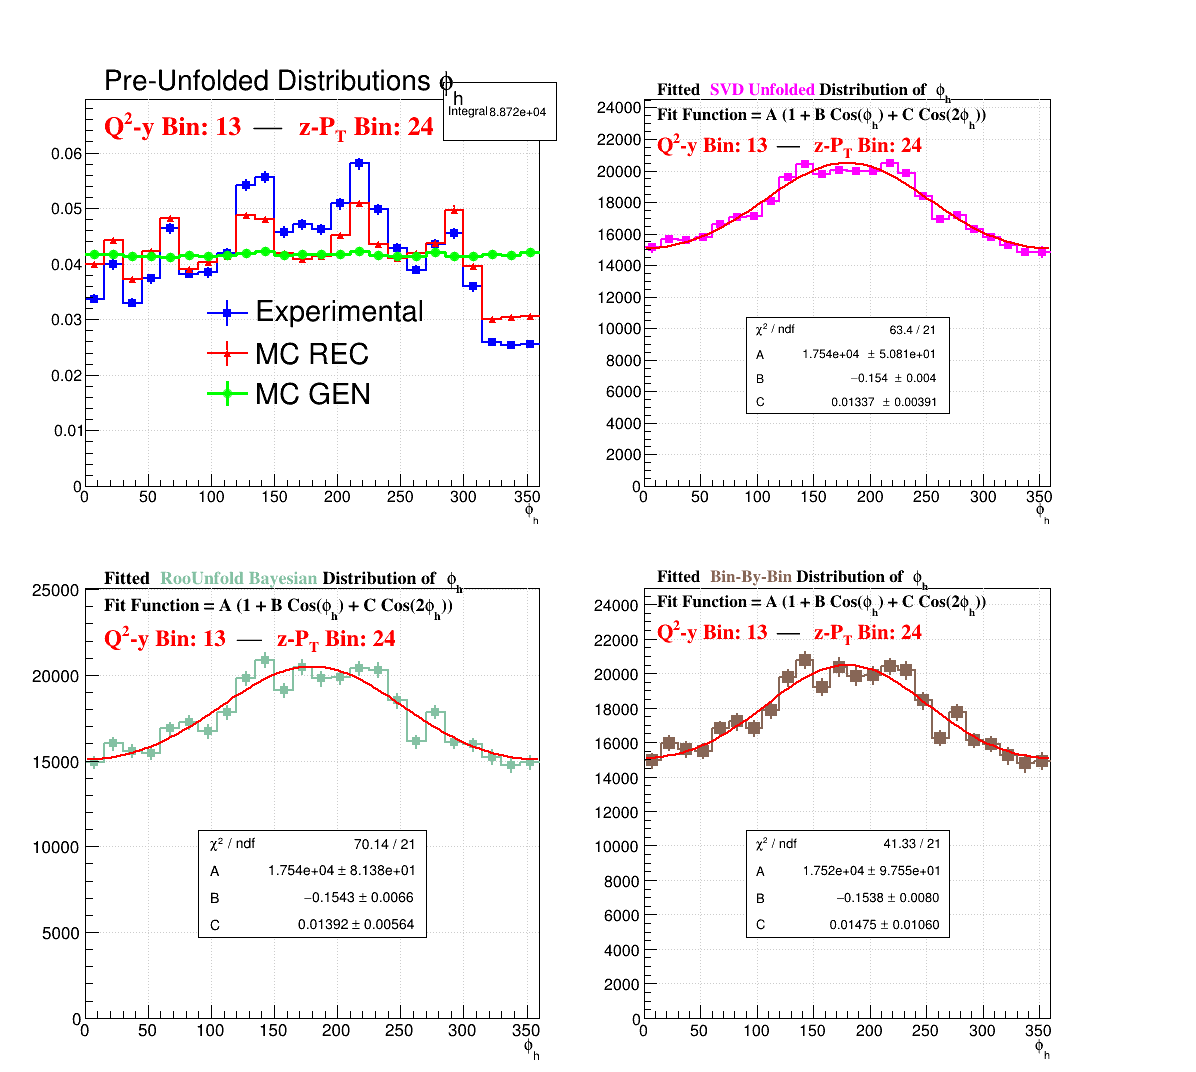 Pre-Unfolded Distributions ϕh
Integral 8.872e+04
Q²-y Bin: 13 — z-PT Bin: 24
0.06
0.05
0.04
0.03
0.02
0.01
0
Experimental
MC REC
MC GEN
0 50 100 150 200 250 300 350
ϕh
Fitted SVD Unfolded Distribution of ϕh
Fit Function = A (1 + B Cos(ϕh) + C Cos(2ϕh))
Q²-y Bin: 13 — z-PT Bin: 24
24000
22000
20000
18000
16000
14000
12000
10000
8000
6000
4000
2000
0
χ² / ndf 63.4 / 21
A 1.754e+04 ± 5.081e+01
B −0.154 ± 0.004
C 0.01337 ± 0.00391
0 50 100 150 200 250 300 350
ϕh
Fitted RooUnfold Bayesian Distribution of ϕh
Fit Function = A (1 + B Cos(ϕh) + C Cos(2ϕh))
Q²-y Bin: 13 — z-PT Bin: 24
25000
20000
15000
10000
5000
0
χ² / ndf 70.14 / 21
A 1.754e+04 ± 8.138e+01
B −0.1543 ± 0.0066
C 0.01392 ± 0.00564
0 50 100 150 200 250 300 350
ϕh
Fitted Bin-By-Bin Distribution of ϕh
Fit Function = A (1 + B Cos(ϕh) + C Cos(2ϕh))
Q²-y Bin: 13 — z-PT Bin: 24
24000
22000
20000
18000
16000
14000
12000
10000
8000
6000
4000
2000
0
χ² / ndf 41.33 / 21
A 1.752e+04 ± 9.755e+01
B −0.1538 ± 0.0080
C 0.01475 ± 0.01060
0 50 100 150 200 250 300 350
ϕh